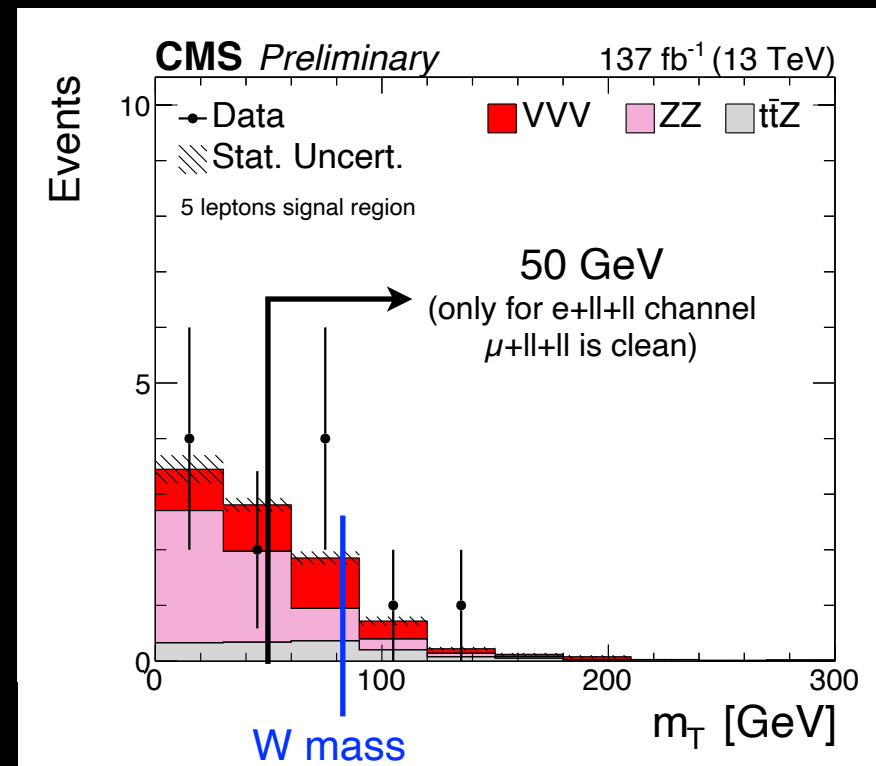 CMS Preliminary 137 fb⁻¹ (13 TeV)
Events
10
5
0
Data
Stat. Uncert.
VVV ZZ tt̄Z
5 leptons signal region
50 GeV
(only for e+ll+ll channel
μ+ll+ll is clean)
0 100 200 300
W mass
m_T [GeV]